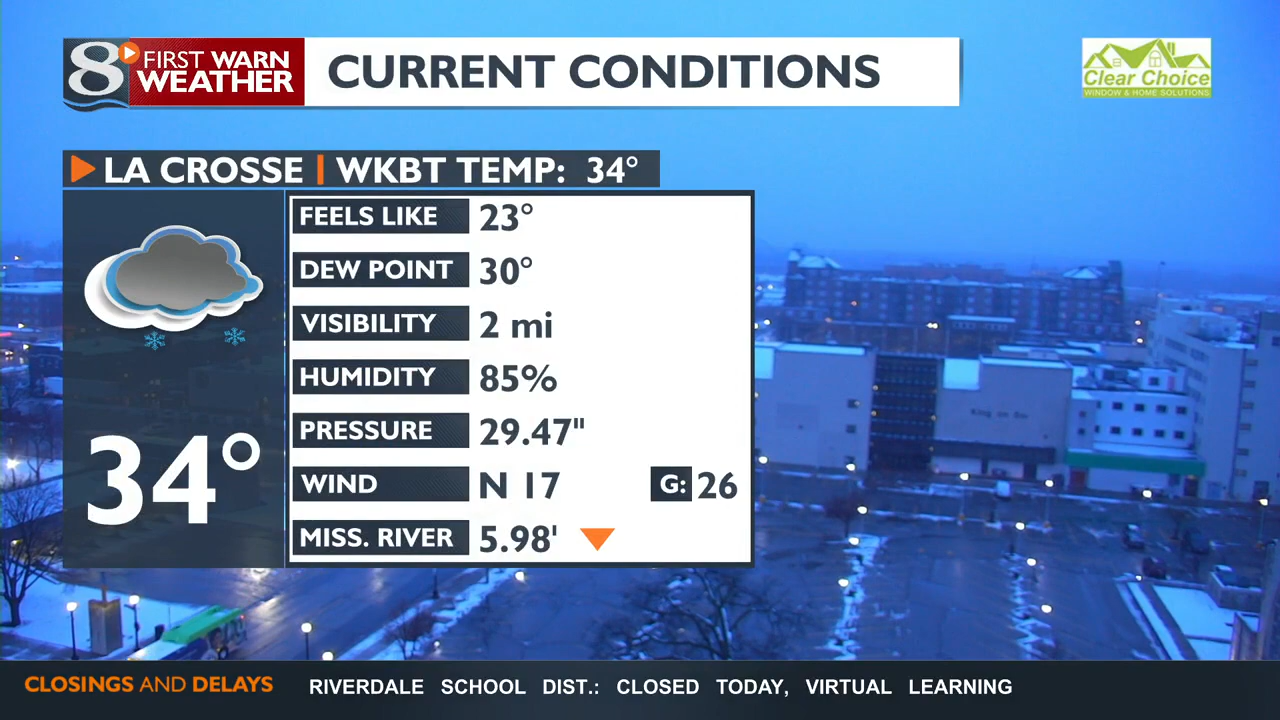 8 FIRST WARN WEATHER
CURRENT CONDITIONS
Clear Choice
WINDOW & HOME SOLUTIONS
LA CROSSE | WKBT TEMP: 34°
34°
FEELS LIKE 23°
DEW POINT 30°
VISIBILITY 2 mi
HUMIDITY 85%
PRESSURE 29.47"
WIND N 17 G: 26
MISS. RIVER 5.98'
CLOSINGS AND DELAYS RIVERDALE SCHOOL DIST.: CLOSED TODAY, VIRTUAL LEARNING